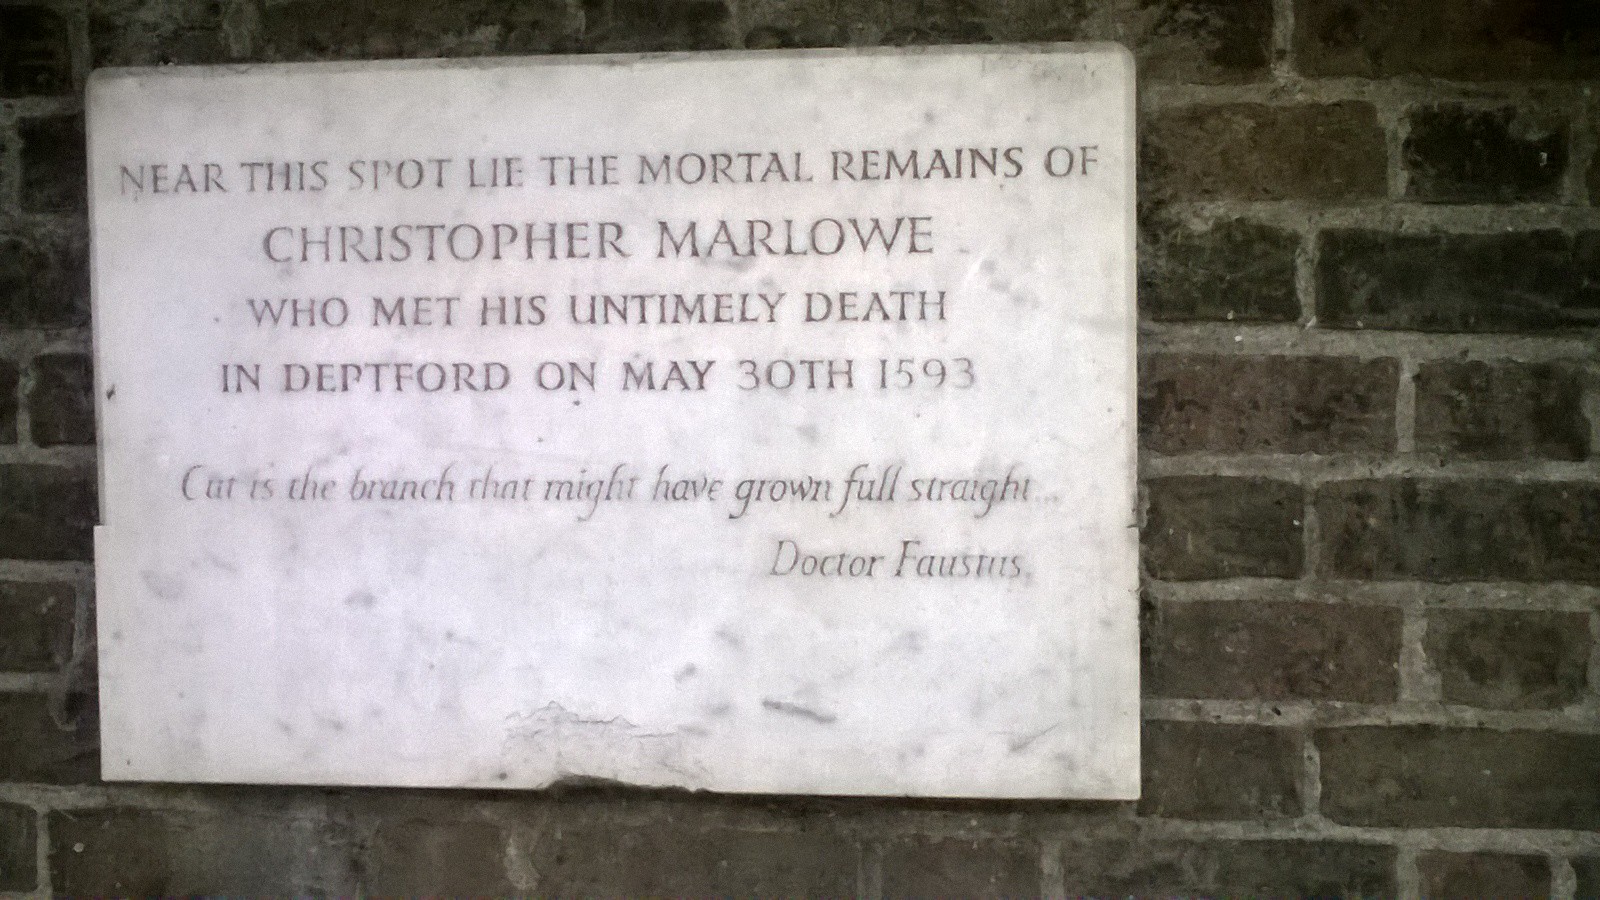 NEAR THIS SPOT LIE THE MORTAL REMAINS OF
CHRISTOPHER MARLOWE
WHO MET HIS UNTIMELY DEATH
IN DEPTFORD ON MAY 30TH 1593
Cut is the branch that might have grown full straight...
Doctor Faustus.